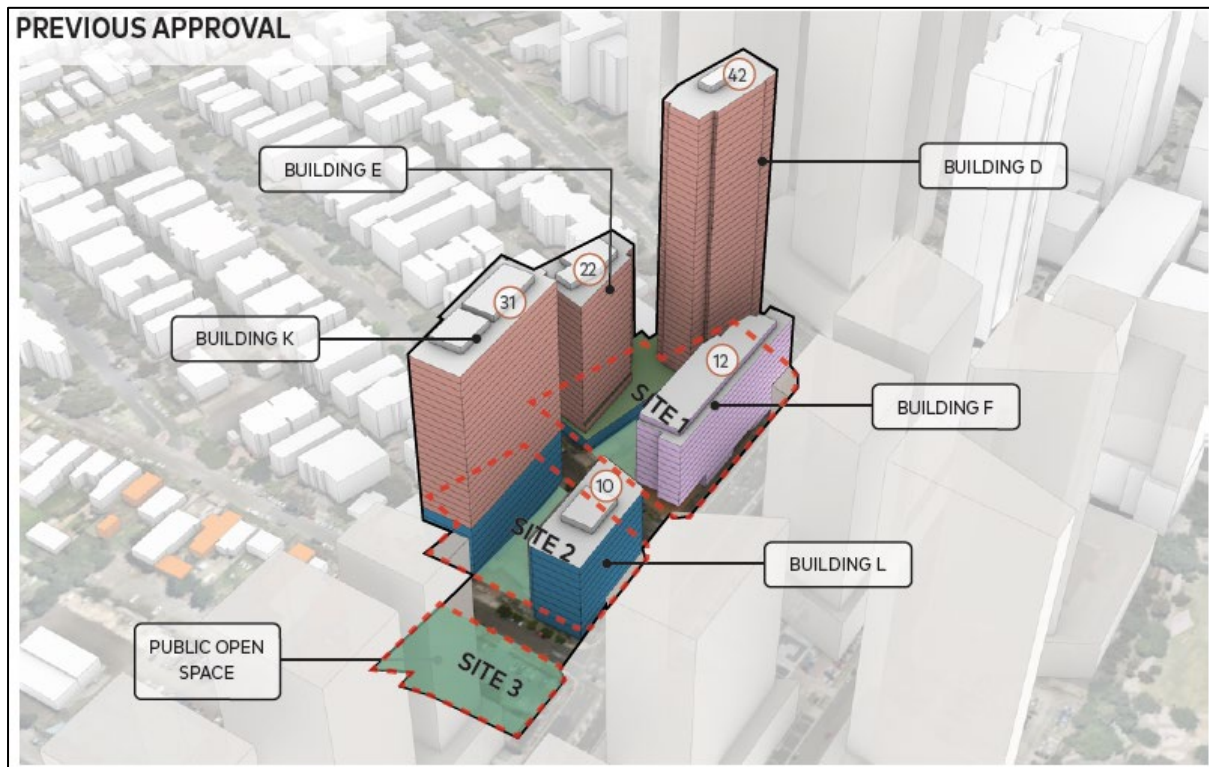 PREVIOUS APPROVAL
42
BUILDING E
BUILDING D
22
31
BUILDING K
12
SITE 1
BUILDING F
10
SITE 2
BUILDING L
PUBLIC OPEN
SPACE
SITE 3